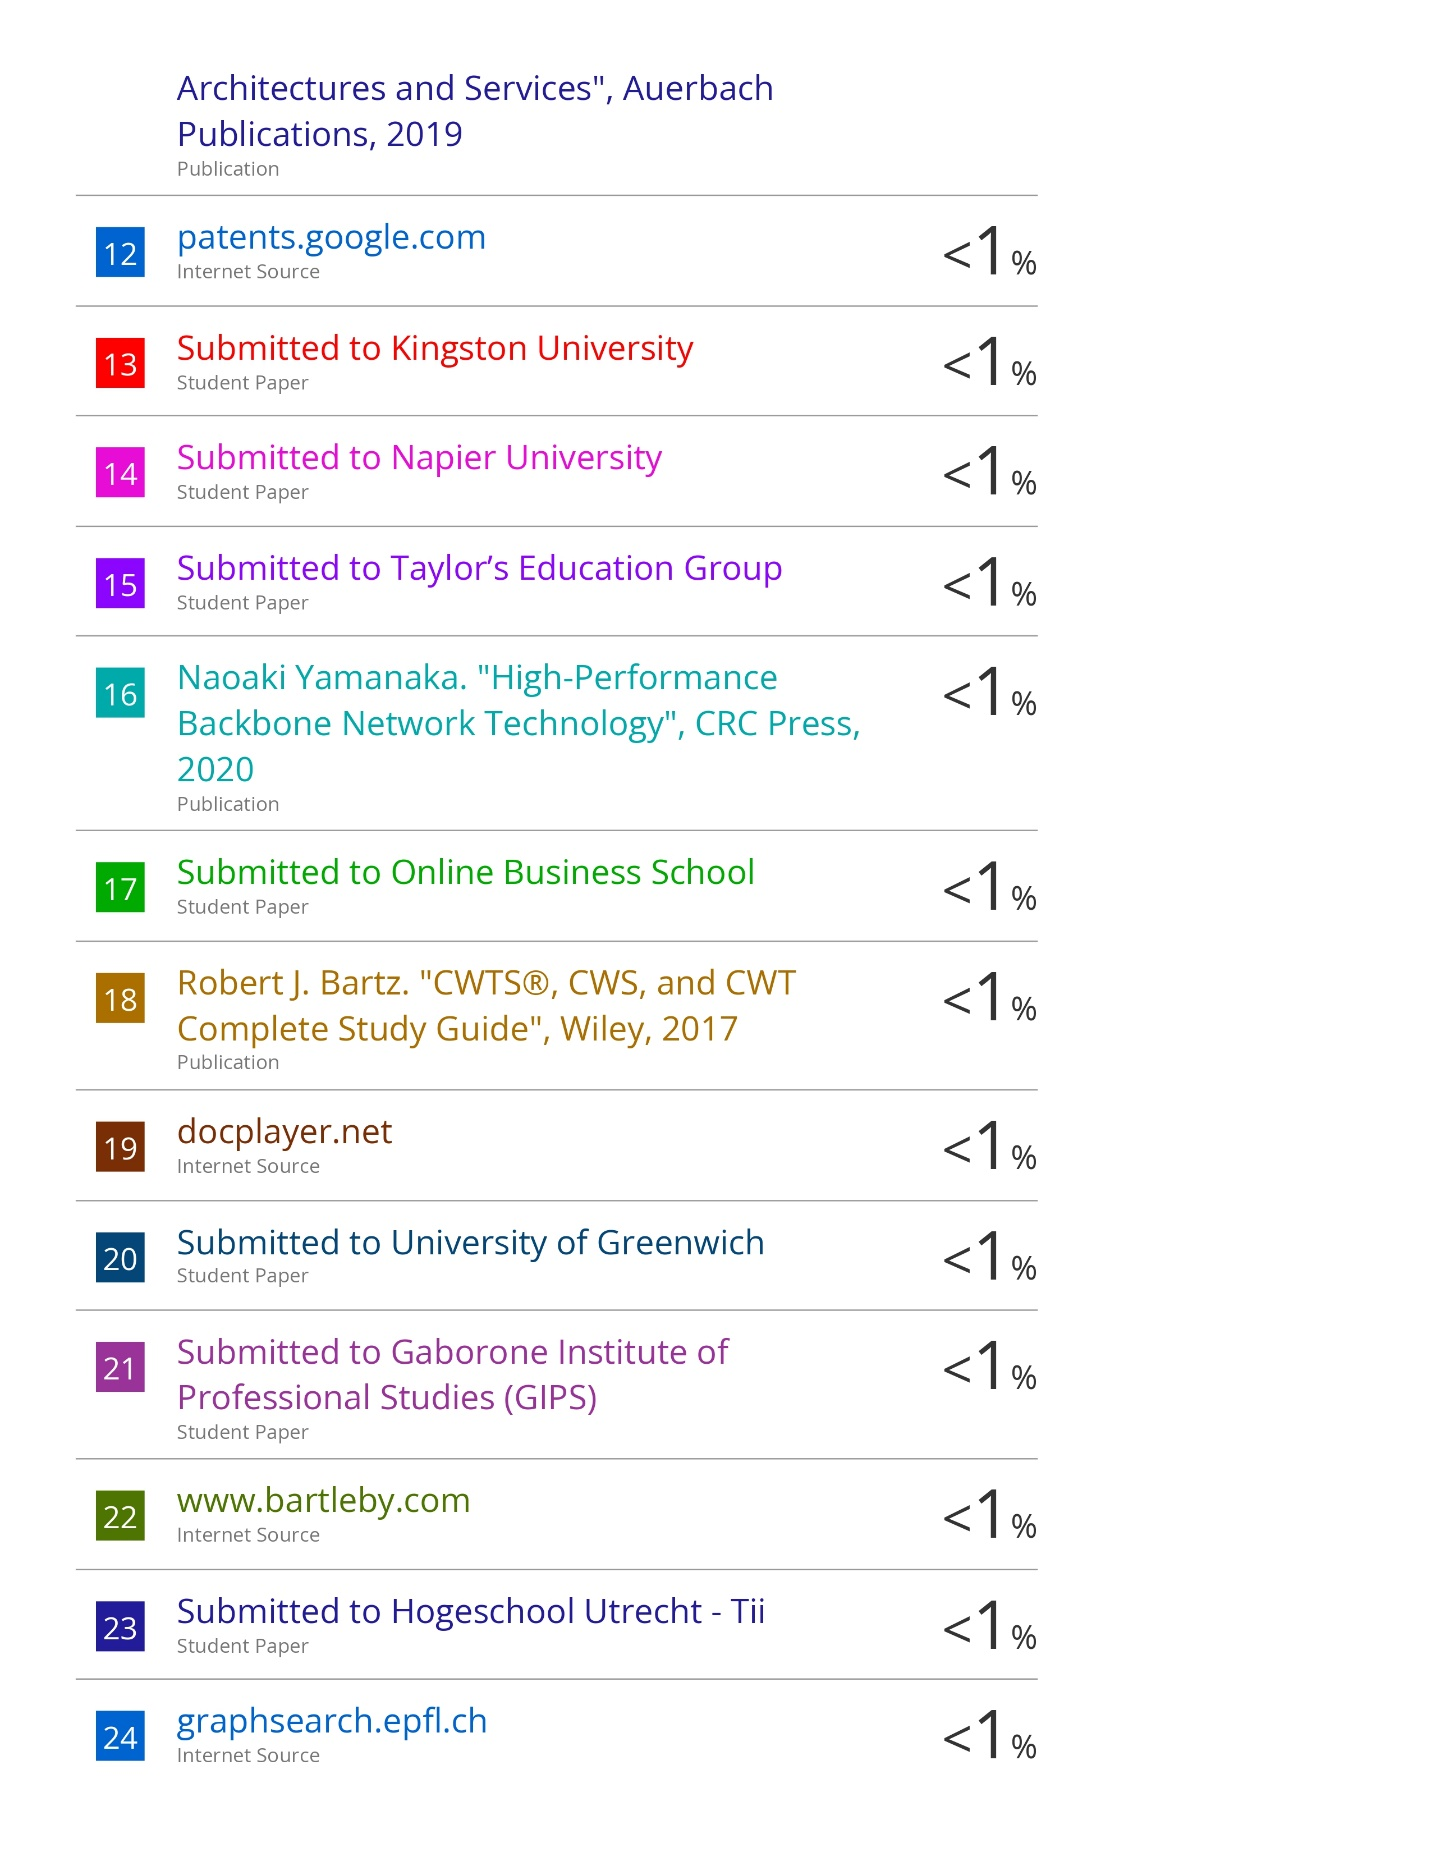 Architectures and Services", Auerbach
Publications, 2019
Publication
12 patents.google.com <1%
Internet Source
13 Submitted to Kingston University <1%
Student Paper
14 Submitted to Napier University <1%
Student Paper
15 Submitted to Taylor’s Education Group <1%
Student Paper
16 Naoaki Yamanaka. "High-Performance <1%
Backbone Network Technology", CRC Press,
2020
Publication
17 Submitted to Online Business School <1%
Student Paper
18 Robert J. Bartz. "CWTS®, CWS, and CWT <1%
Complete Study Guide", Wiley, 2017
Publication
19 docplayer.net <1%
Internet Source
20 Submitted to University of Greenwich <1%
Student Paper
21 Submitted to Gaborone Institute of <1%
Professional Studies (GIPS)
Student Paper
22 www.bartleby.com <1%
Internet Source
23 Submitted to Hogeschool Utrecht - Tii <1%
Student Paper
24 graphsearch.epfl.ch <1%
Internet Source